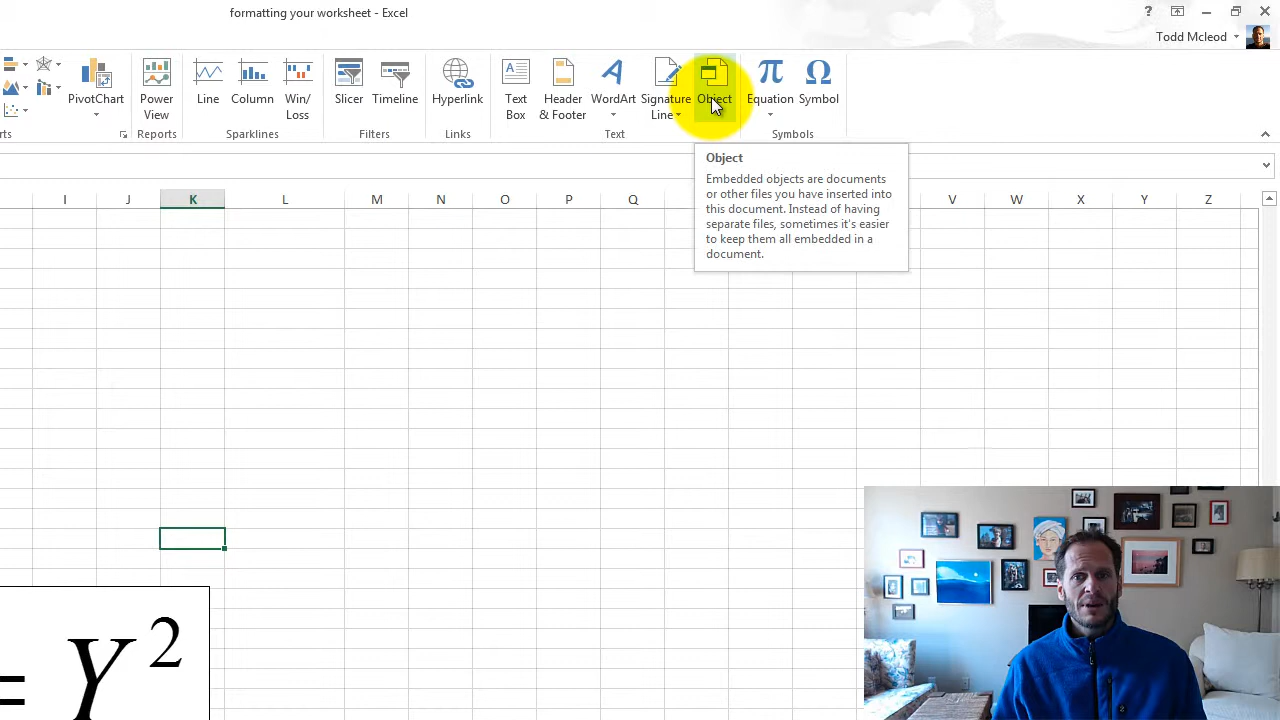 formatting your worksheet - Excel
?
Todd Mcleod
PivotChart
Power
View
Line
Column
Win/
Loss
Slicer
Timeline
Hyperlink
Text
Box
Header
& Footer
WordArt
Signature
Line
Object
π
Equation
Ω
Symbol
rts
Reports
Sparklines
Filters
Links
Text
Symbols
Object
Embedded objects are documents
or other files you have inserted into
this document. Instead of having
separate files, sometimes it's easier
to keep them all embedded in a
document.
I J K L M N O P Q V W X Y Z
= Y²